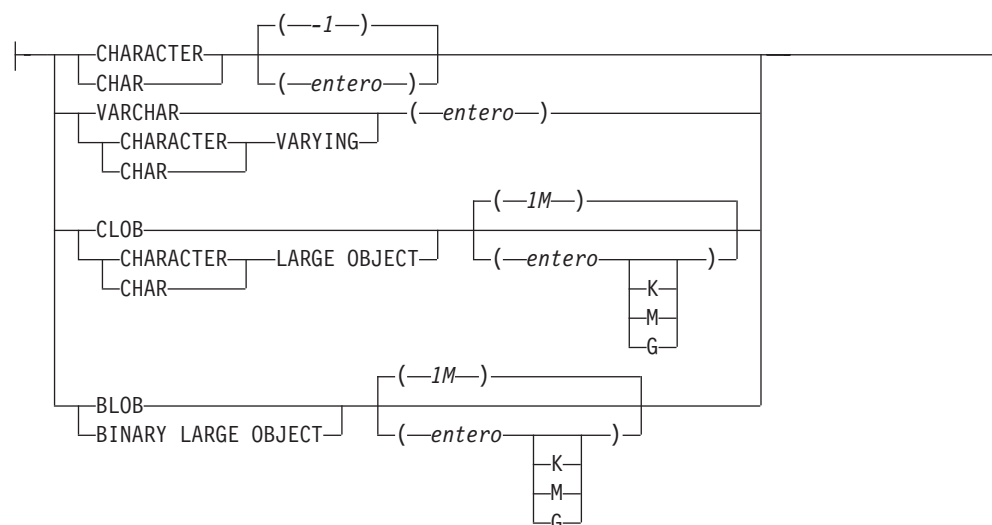 ( -1 )
CHARACTER
CHAR ( entero )
VARCHAR ( entero )
CHARACTER VARYING
CHAR
( 1M )
CLOB
CHARACTER LARGE OBJECT ( entero )
CHAR K
M
G
( 1M )
BLOB
BINARY LARGE OBJECT ( entero )
K
M
G